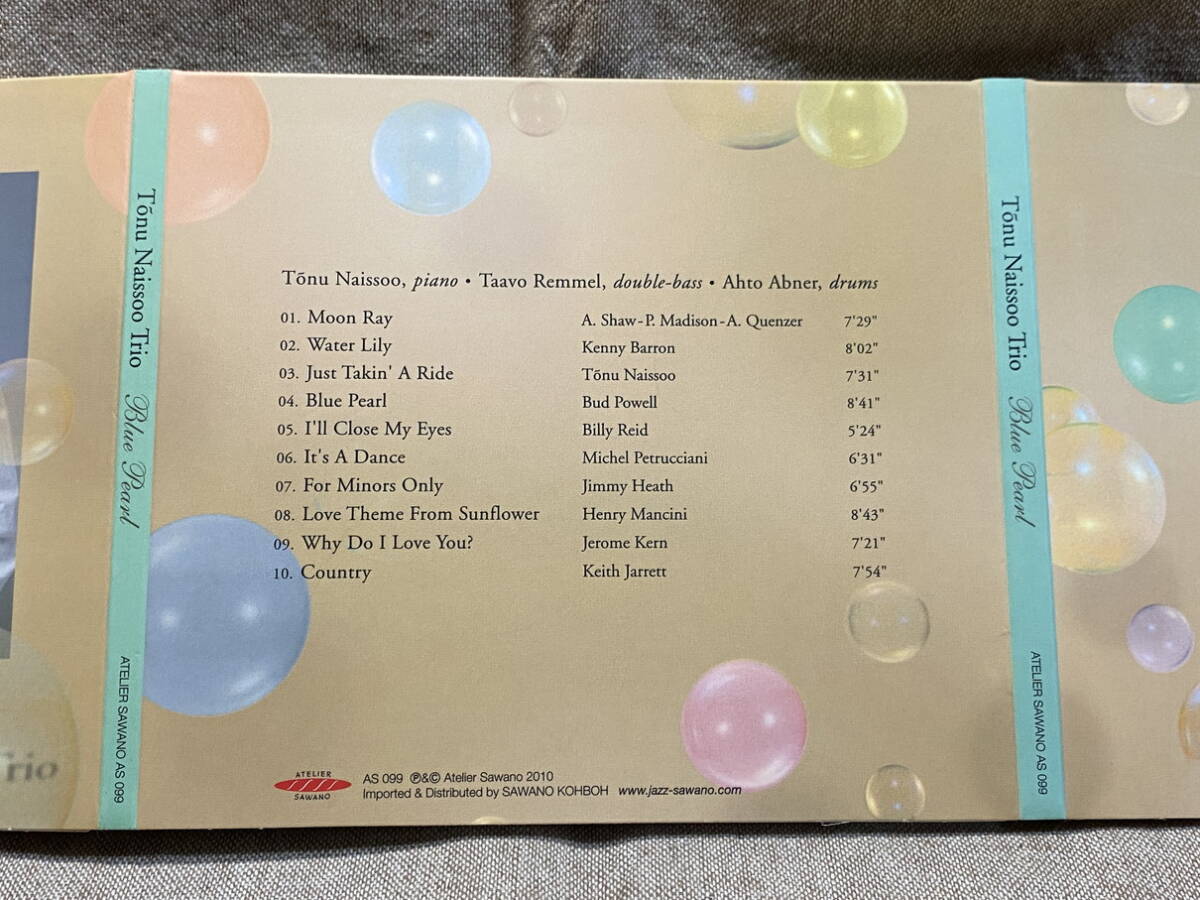 Tõnu Naissoo Trio Blue Pearl
ATELIER SAWANO AS 099
Tõnu Naissoo, piano • Taavo Remmel, double-bass • Ahto Abner, drums
01. Moon Ray A. Shaw-P. Madison-A. Quenzer 7'29"
02. Water Lily Kenny Barron 8'02"
03. Just Takin' A Ride Tõnu Naissoo 7'31"
04. Blue Pearl Bud Powell 8'41"
05. I'll Close My Eyes Billy Reid 5'24"
06. It's A Dance Michel Petrucciani 6'31"
07. For Minors Only Jimmy Heath 6'55"
08. Love Theme From Sunflower Henry Mancini 8'43"
09. Why Do I Love You? Jerome Kern 7'21"
10. Country Keith Jarrett 7'54"
ATELIER
SAWANO
AS 099 ℗&© Atelier Sawano 2010
Imported & Distributed by SAWANO KOHBOH www.jazz-sawano.com
Tõnu Naissoo Trio Blue Pearl
ATELIER SAWANO AS 099